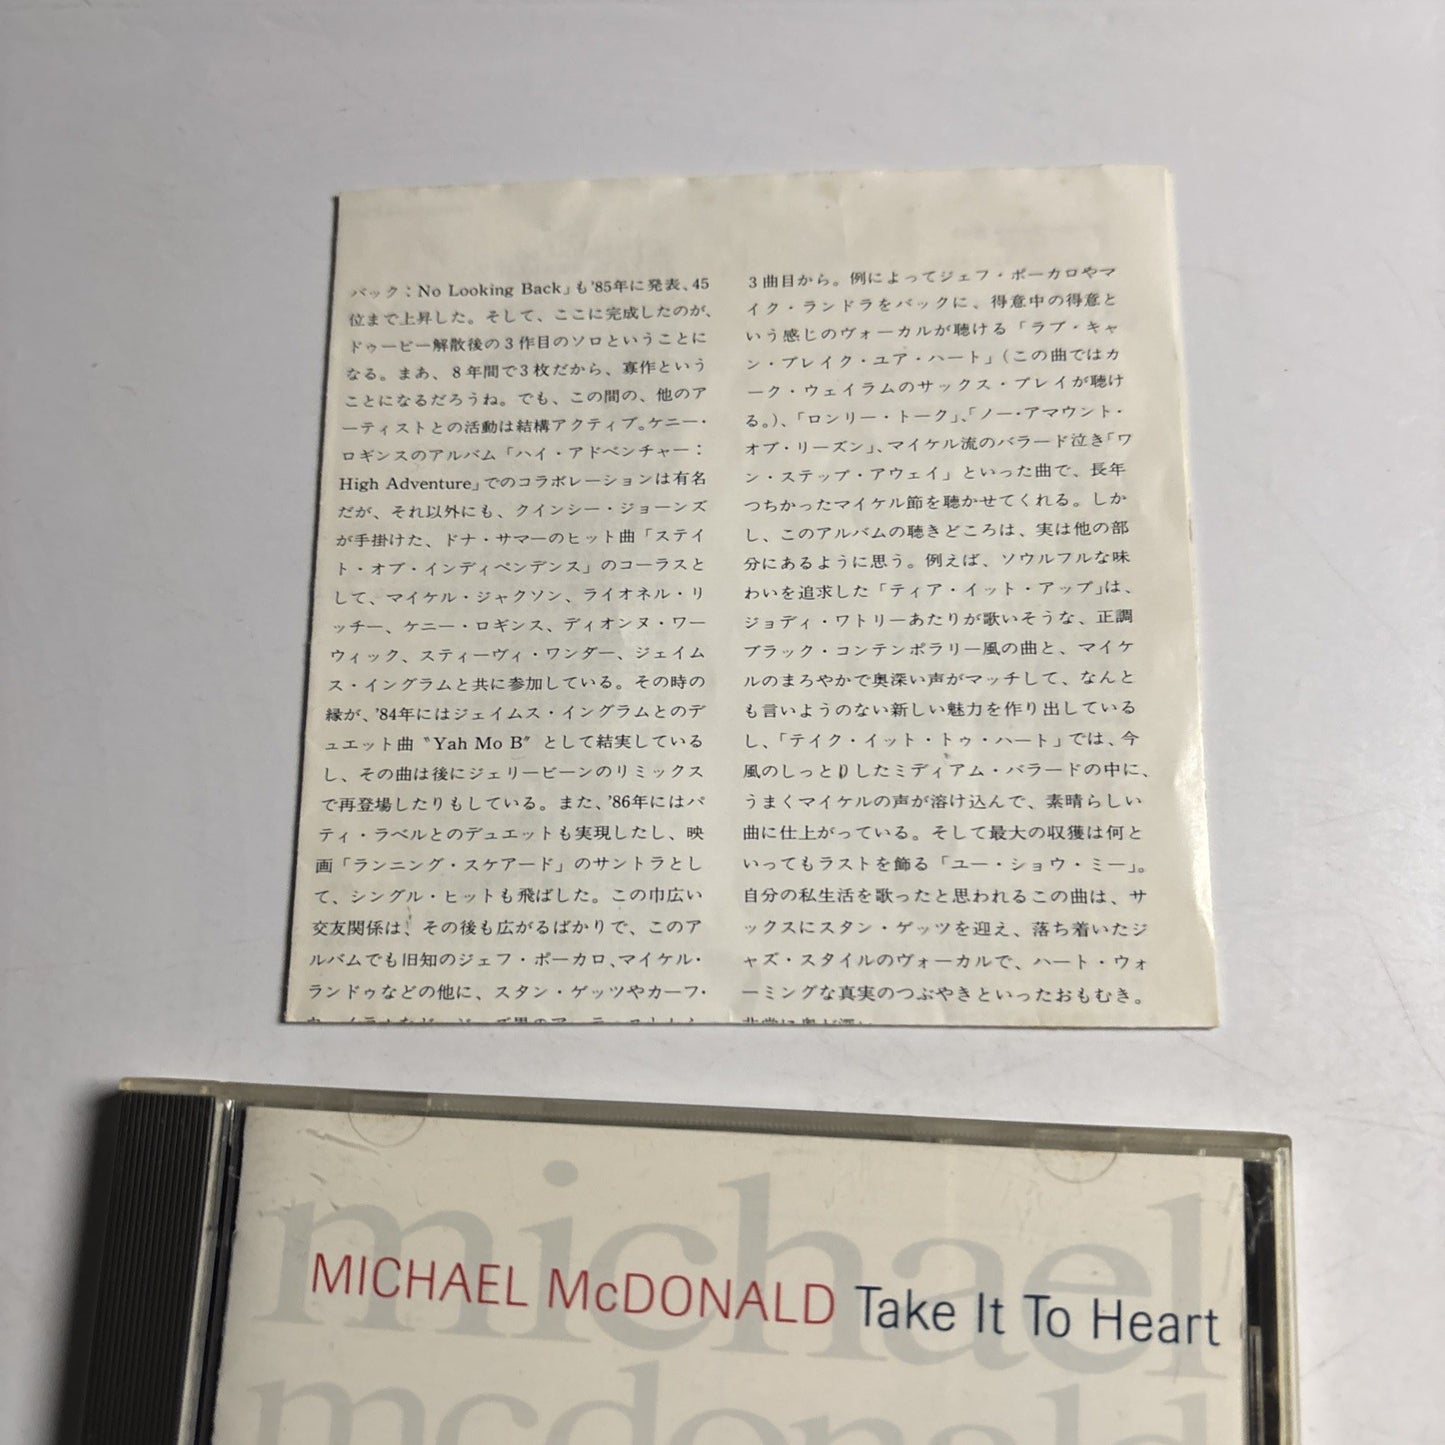 バック：No Looking Back」も'85年に発表、45
位まで上昇した。そして、ここに完成したのが、
ドゥービー解散後の3作目のソロということに
なる。まあ、8年間で3枚だから、寡作という
ことになるだろうね。でも、この間の、他のア
ーティストとの活動は結構アクティブ。ケニー・
ロギンスのアルバム「ハイ・アドベンチャー：
High Adventure」でのコラボレーションは有名
だが、それ以外にも、クインシー・ジョーンズ
が手掛けた、ドナ・サマーのヒット曲「ステイ
ト・オブ・インディペンデンス」のコーラスと
して、マイケル・ジャクソン、ライオネル・リ
ッチー、ケニー・ロギンス、ディオンヌ・ワー
ウィック、スティーヴィ・ワンダー、ジェイム
ス・イングラムと共に参加している。その時の
縁が、'84年にはジェイムス・イングラムとのデ
ュエット曲〝Yah Mo B〟として結実している
し、その曲は後にジェリービーンのリミックス
で再登場したりもしている。また、'86年にはパ
ティ・ラベルとのデュエットも実現したし、映
画「ランニング・スケアード」のサントラとし
て、シングル・ヒットも飛ばした。この巾広い
交友関係は、その後も広がるばかりで、このア
ルバムでも旧知のジェフ・ポーカロ、マイケル・
ランドゥなどの他に、スタン・ゲッツやカーフ・
3曲目から。例によってジェフ・ポーカロやマ
イク・ランドラをバックに、得意中の得意と
いう感じのヴォーカルが聴ける「ラブ・キャ
ン・ブレイク・ユア・ハート」（この曲ではカ
ーク・ウェイラムのサックス・プレイが聴け
る。）、「ロンリー・トーク」、「ノー・アマウント・
オブ・リーズン」、マイケル流のバラード泣き「ワ
ン・ステップ・アウェイ」といった曲で、長年
つちかったマイケル節を聴かせてくれる。しか
し、このアルバムの聴きどころは、実は他の部
分にあるように思う。例えば、ソウルフルな味
わいを追求した「ティア・イット・アップ」は、
ジョディ・ワトリーあたりが歌いそうな、正調
ブラック・コンテンポラリー風の曲と、マイケ
ルのまろやかで奥深い声がマッチして、なんと
も言いようのない新しい魅力を作り出している
し、「テイク・イット・トゥ・ハート」では、今
風のしっとりしたミディアム・バラードの中に、
うまくマイケルの声が溶け込んで、素晴らしい
曲に仕上がっている。そして最大の収獲は何と
いってもラストを飾る「ユー・ショウ・ミー」。
自分の私生活を歌ったと思われるこの曲は、サ
ックスにスタン・ゲッツを迎え、落ち着いたジ
ャズ・スタイルのヴォーカルで、ハート・ウォ
ーミングな真実のつぶやきといったおもむき。
michael
MICHAEL McDONALD Take It To Heart
mcdonald